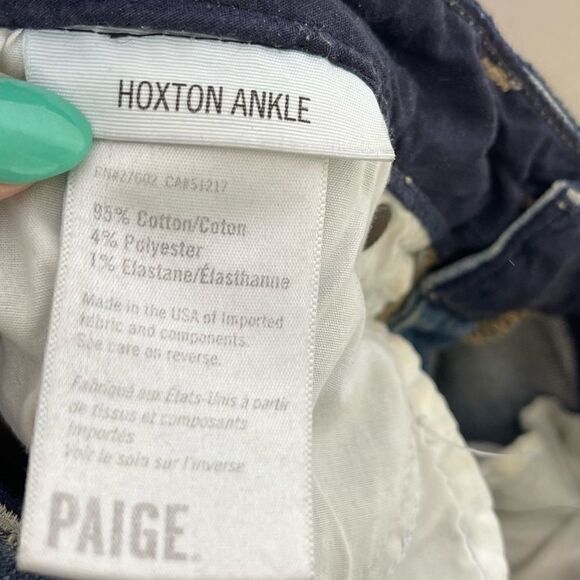 HOXTON ANKLE
RN#27602 CA#51217
95% Cotton/Coton
4% Polyester
1% Elastane/Élasthanne
Made in the USA of imported
fabric and components.
See care on reverse.
Fabriqué aux États-Unis à partir
de tissus et composants
importés
Voir le soin sur l'inverse.
PAIGE.